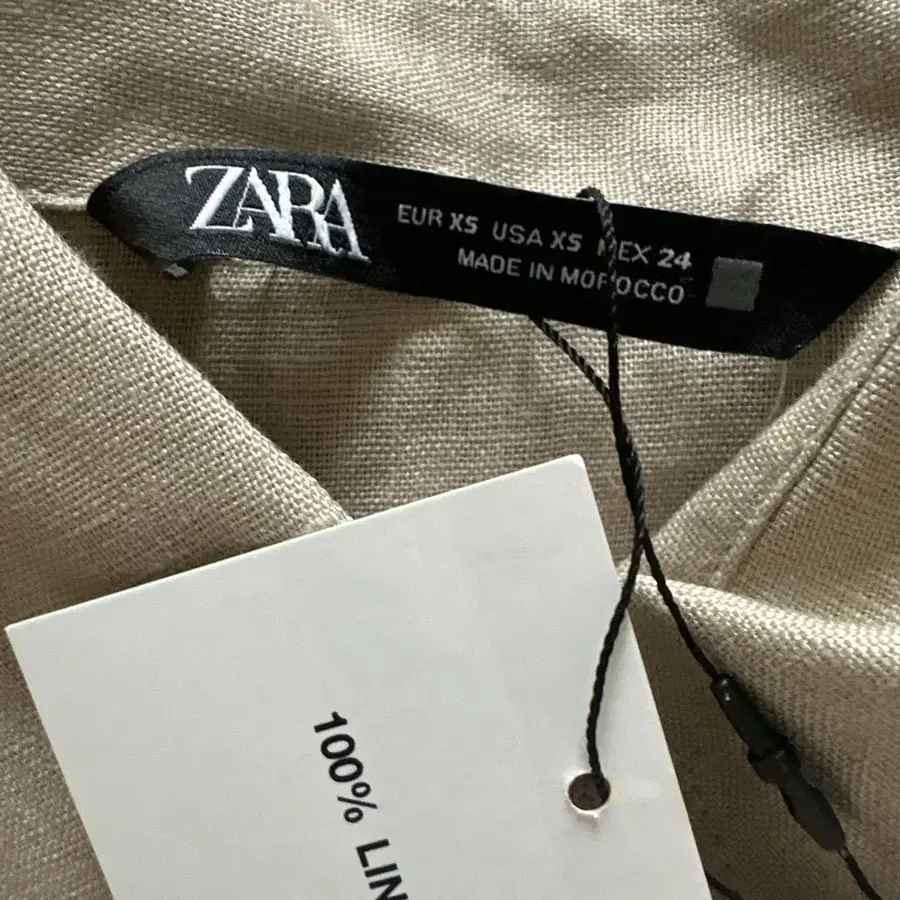 ZARA
EUR XS USA XS MEX 24
MADE IN MOROCCO
100% LIN